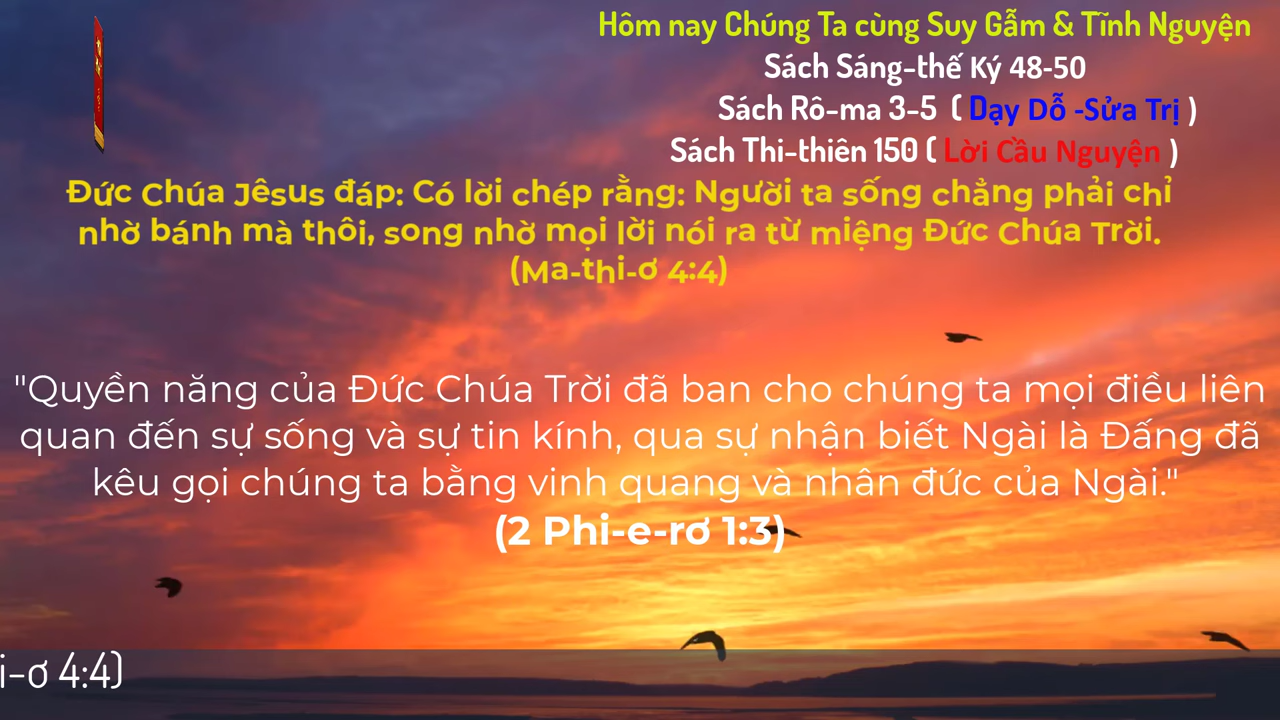 Hôm nay Chúng Ta cùng Suy Gẫm & Tĩnh Nguyện
Sách Sáng-thế Ký 48-50
Sách Rô-ma 3-5 ( Dạy Dỗ -Sửa Trị )
Sách Thi-thiên 150 ( Lời Cầu Nguyện )
Đức Chúa Jêsus đáp: Có lời chép rằng: Người ta sống chẳng phải chỉ
nhờ bánh mà thôi, song nhờ mọi lời nói ra từ miệng Đức Chúa Trời.
(Ma-thi-ơ 4:4)
"Quyền năng của Đức Chúa Trời đã ban cho chúng ta mọi điều liên
quan đến sự sống và sự tin kính, qua sự nhận biết Ngài là Đấng đã
kêu gọi chúng ta bằng vinh quang và nhân đức của Ngài."
(2 Phi-e-rơ 1:3)
i-ơ 4:4)